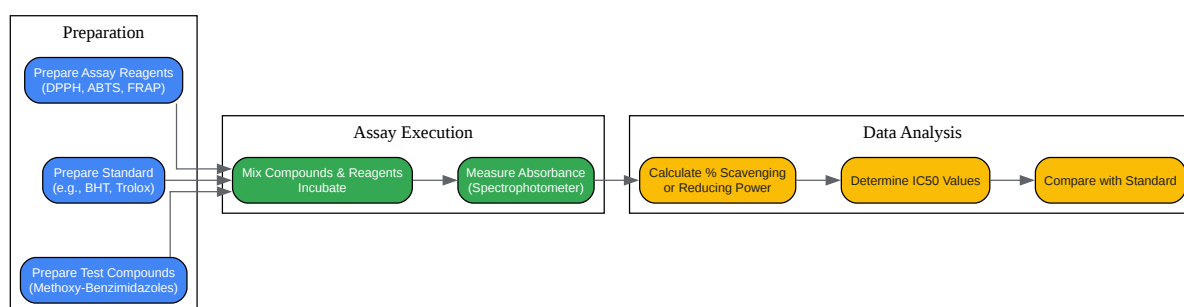 Preparation
Prepare Assay Reagents
(DPPH, ABTS, FRAP)
Prepare Standard
(e.g., BHT, Trolox)
Prepare Test Compounds
(Methoxy-Benzimidazoles)
Assay Execution
Mix Compounds & Reagents
Incubate
Measure Absorbance
(Spectrophotometer)
Data Analysis
Calculate % Scavenging
or Reducing Power
Determine IC50 Values
Compare with Standard